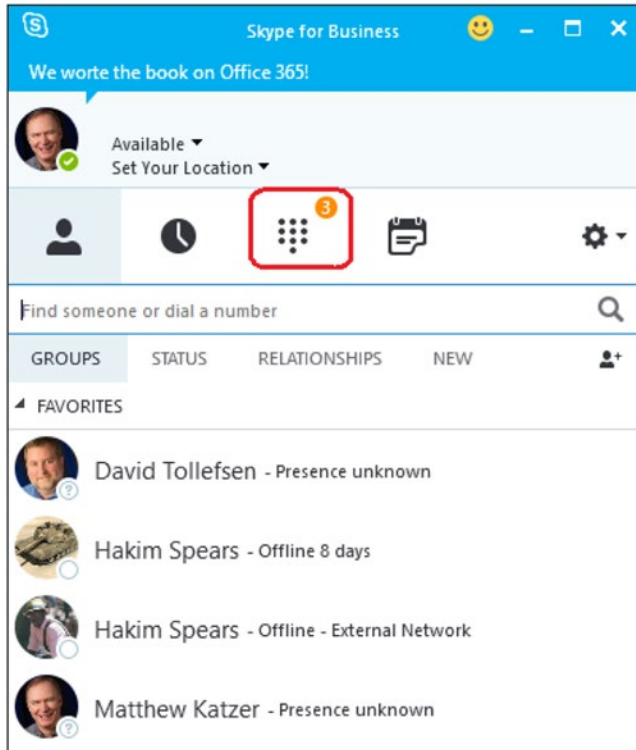 Skype for Business
We worte the book on Office 365!
Available
Set Your Location
3
Find someone or dial a number
GROUPS STATUS RELATIONSHIPS NEW
FAVORITES
David Tollefsen - Presence unknown
Hakim Spears - Offline 8 days
Hakim Spears - Offline - External Network
Matthew Katzer - Presence unknown